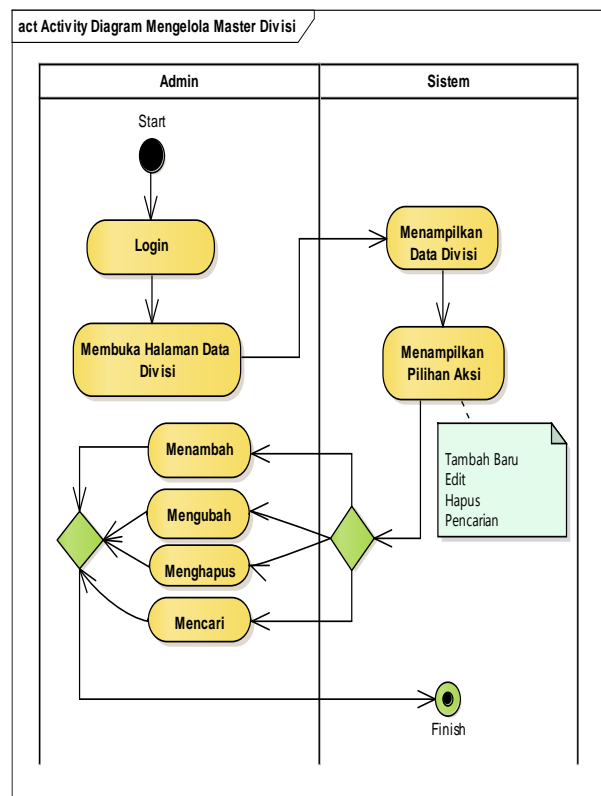 act Activity Diagram Mengelola Master Divisi
Admin
Sistem
Start
Login
Menampilkan
Data Divisi
Membuka Halaman Data
Divisi
Menampilkan
Pilihan Aksi
Tambah Baru
Edit
Hapus
Pencarian
Menambah
Mengubah
Menghapus
Mencari
Finish